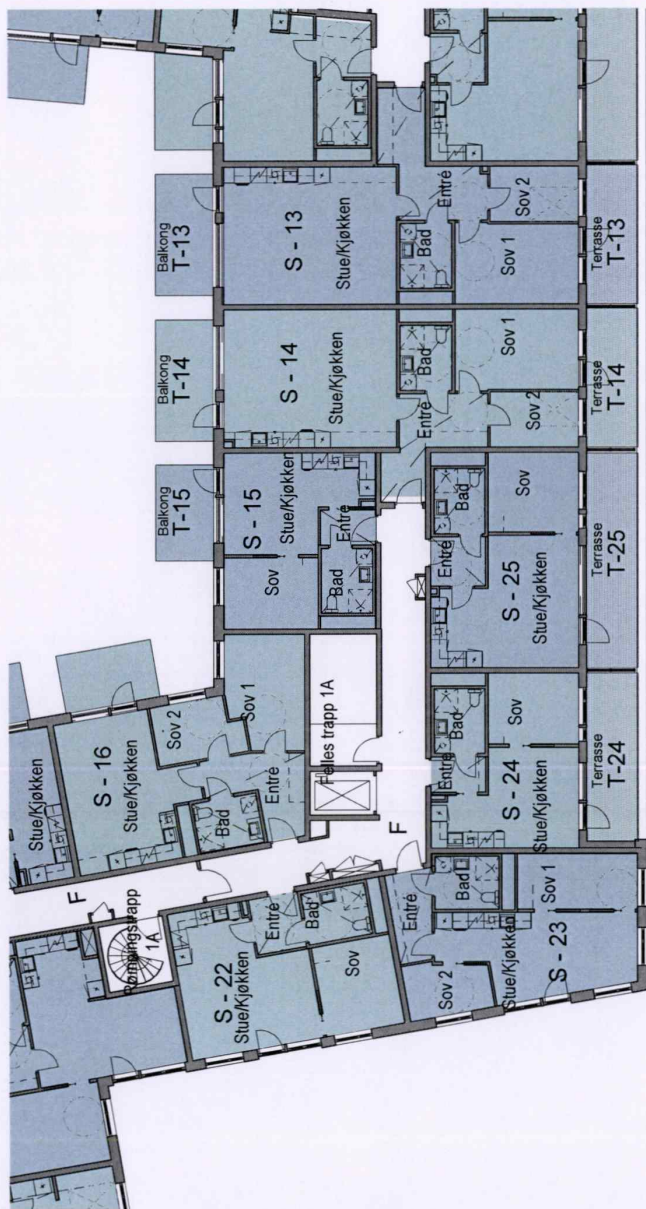 Balkong
T-13
S - 13
Stue/Kjøkken
Entré
Bad
Sov 2
Sov 1
Terrasse
T-13
Balkong
T-14
S - 14
Stue/Kjøkken
Entré
Bad
Sov 1
Sov 2
Terrasse
T-14
Balkong
T-15
S - 15
Stue/Kjøkken
Sov
Entré
Bad
Bad
Sov
Entré
S - 25
Stue/Kjøkken
Terrasse
T-25
Sov 1
Sov 2
S - 16
Stue/Kjøkken
Bad
Entré
Felles trapp 1A
Bad
Sov
Entré
S - 24
Stue/Kjøkken
Terrasse
T-24
Stue/Kjøkken
F
F
Rømningstrapp
1A
S - 22
Stue/Kjøkken
Entré
Bad
Sov
Entré
Bad
Sov 1
Sov 2
Stue/Kjøkken
S - 23